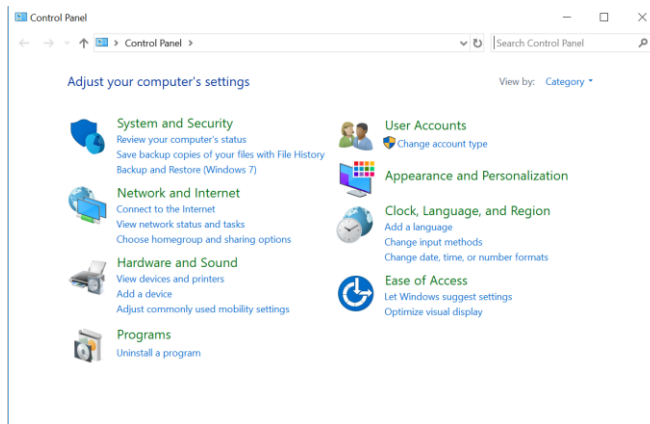 Control Panel
Control Panel
Search Control Panel
Adjust your computer's settings
View by: Category
System and Security
Review your computer's status
Save backup copies of your files with File History
Backup and Restore (Windows 7)
Network and Internet
Connect to the Internet
View network status and tasks
Choose homegroup and sharing options
Hardware and Sound
View devices and printers
Add a device
Adjust commonly used mobility settings
Programs
Uninstall a program
User Accounts
Change account type
Appearance and Personalization
Clock, Language, and Region
Add a language
Change input methods
Change date, time, or number formats
Ease of Access
Let Windows suggest settings
Optimize visual display